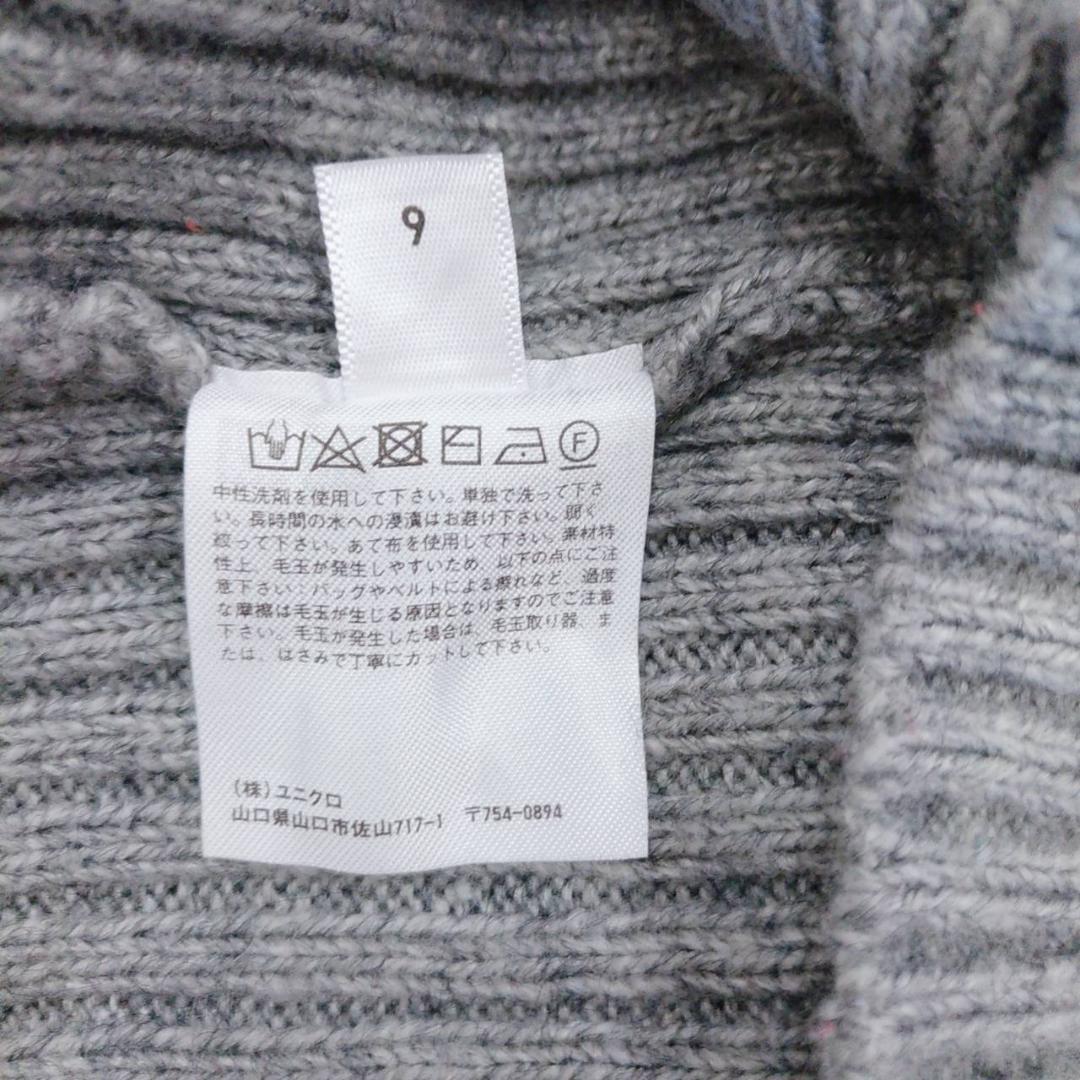 9
F
中性洗剤を使用して下さい。単独で洗って下さ
い。長時間の水への浸漬はお避け下さい。弱く
絞って下さい。あて布を使用して下さい。素材特
性上、毛玉が発生しやすいため、以下の点にご注
意下さい：バッグやベルトによる擦れなど、過度
な摩擦は毛玉が生じる原因となりますのでご注意
下さい。毛玉が発生した場合は、毛玉取り器、ま
たは、はさみで丁寧にカットして下さい。
(株)ユニクロ
山口県山口市佐山717-1 〒754-0894